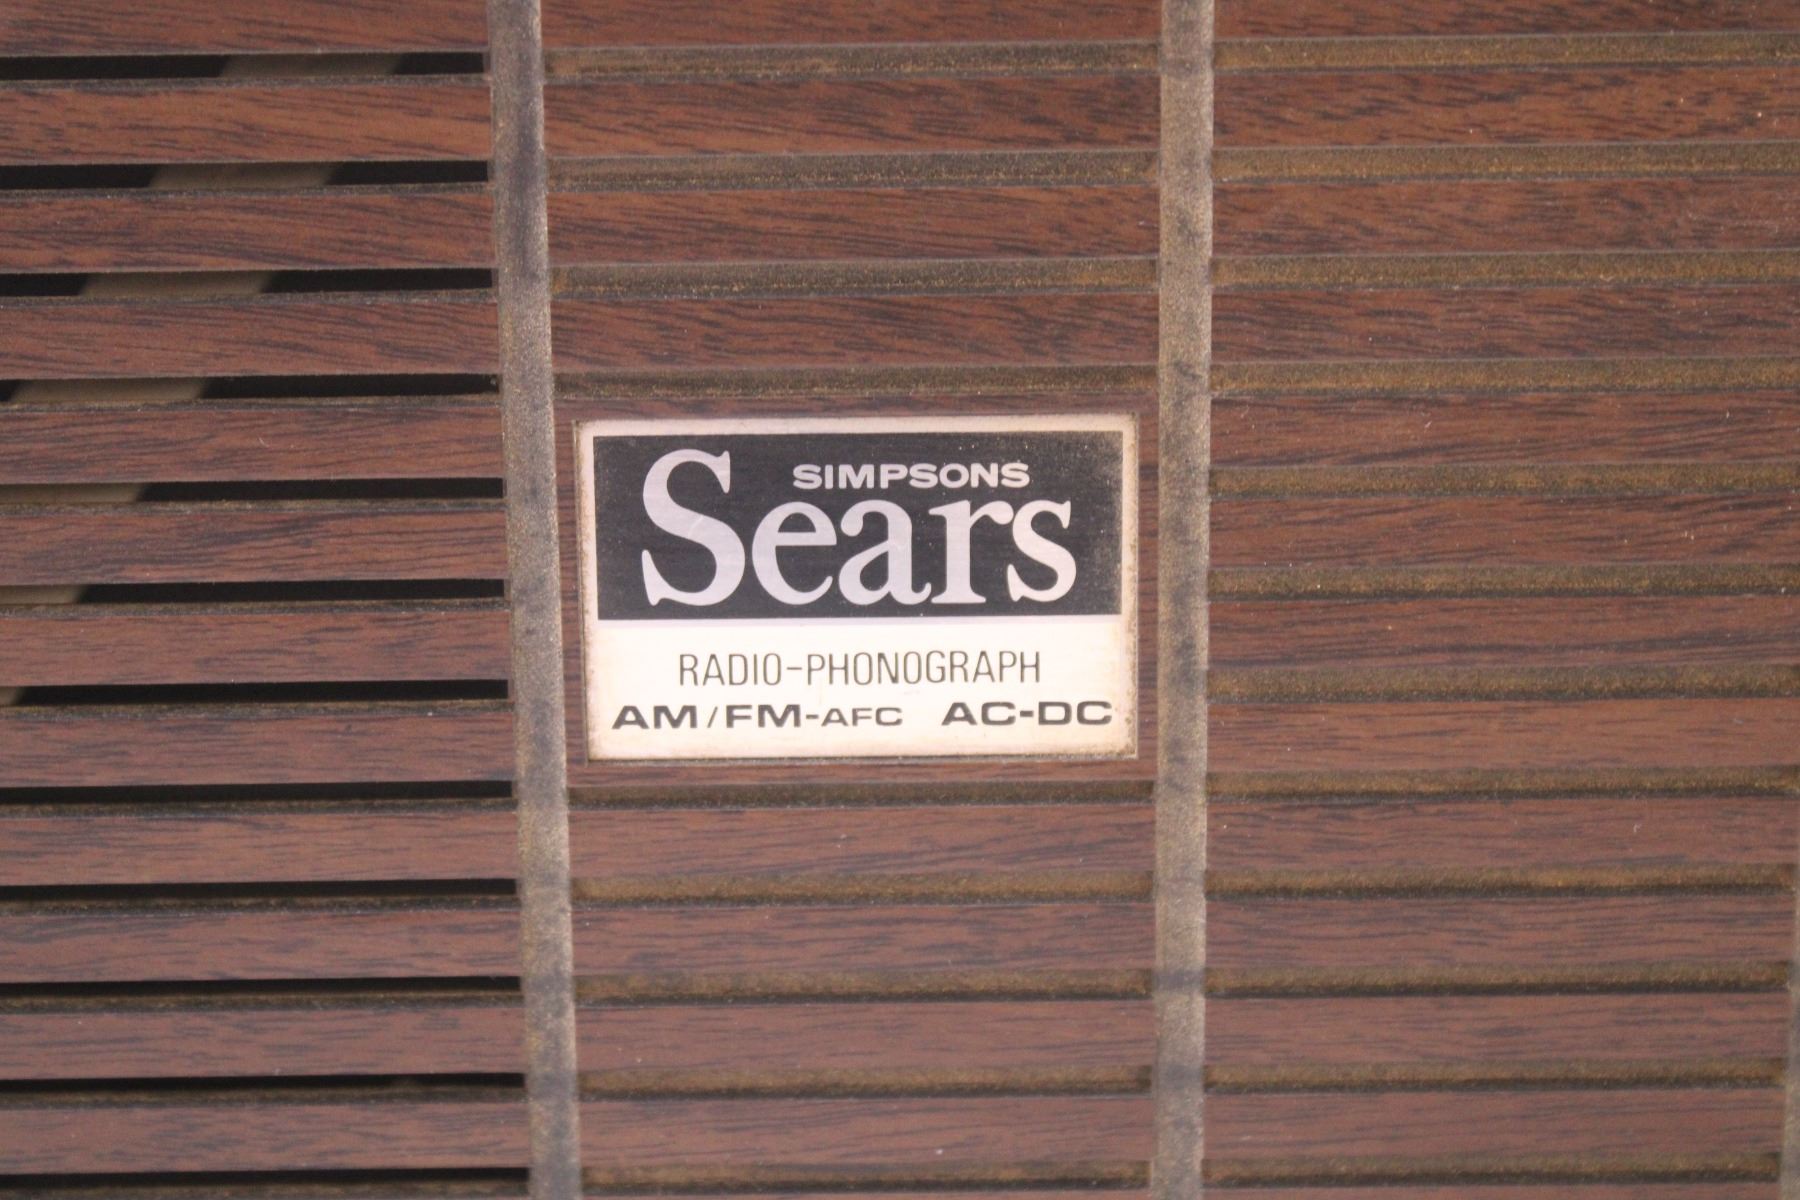 SIMPSONS
Sears
RADIO-PHONOGRAPH
AM/FM-AFC AC-DC